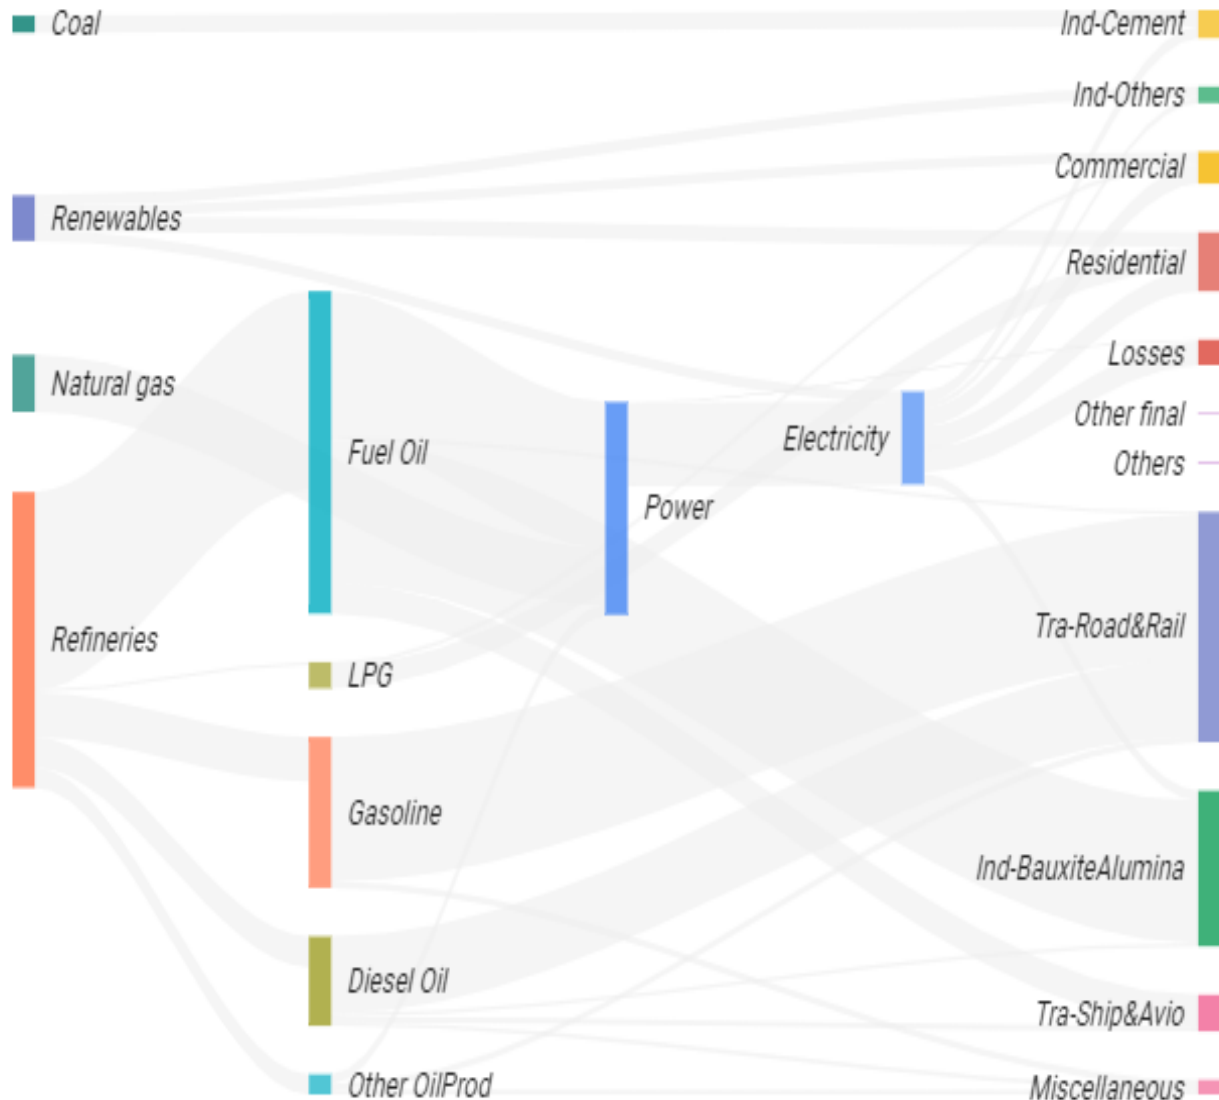 Coal
Ind-Cement
Ind-Others
Commercial
Renewables
Residential
Losses
Natural gas
Other final
Electricity
Fuel Oil
Others
Power
Tra-Road&Rail
Refineries
LPG
Gasoline
Ind-BauxiteAlumina
Diesel Oil
Tra-Ship&Avio
Other OilProd
Miscellaneous